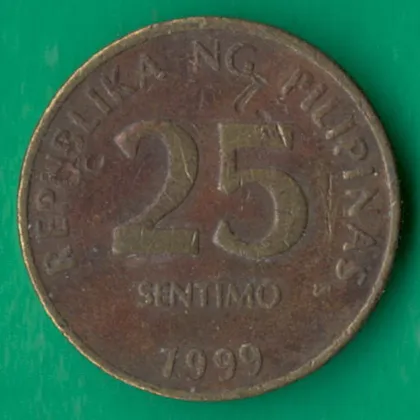 REPUBLIKA NG PILIPINAS
25
SENTIMO
1999